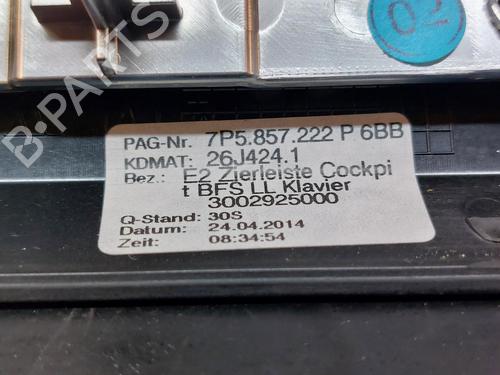 02
B-PARTS
PAG-Nr. 7P5.857.222 P 6BB
KDMAT: 26J424.1
Bez.: E2 Zierleiste Cockpi
t BFS LL Klavier
3002925000
Q-Stand: 30S
Datum: 24.04.2014
Zeit: 08:34:54